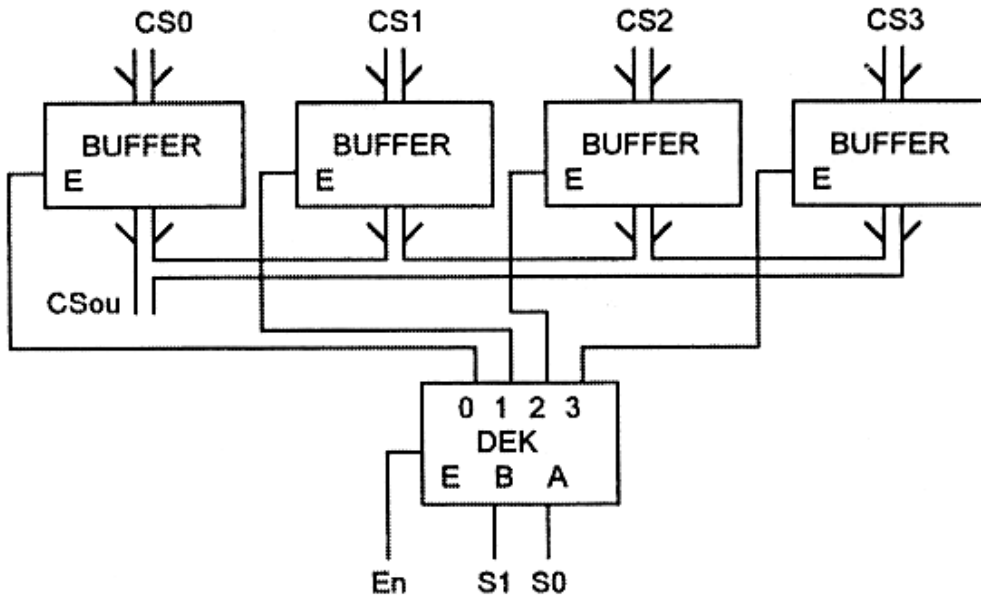 CS0 CS1 CS2 CS3
BUFFER BUFFER BUFFER BUFFER
E E E E
CSou
0 1 2 3
DEK
E B A
En S1 S0